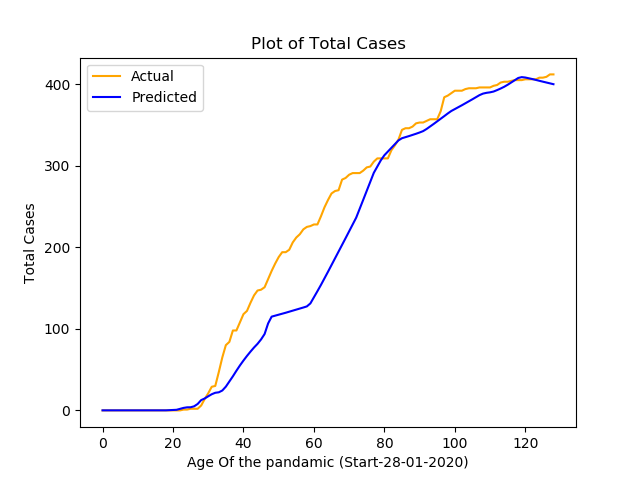 Plot of Total Cases
Actual
Predicted
400
300
200
100
0
Total Cases
0 20 40 60 80 100 120
Age Of the pandamic (Start-28-01-2020)